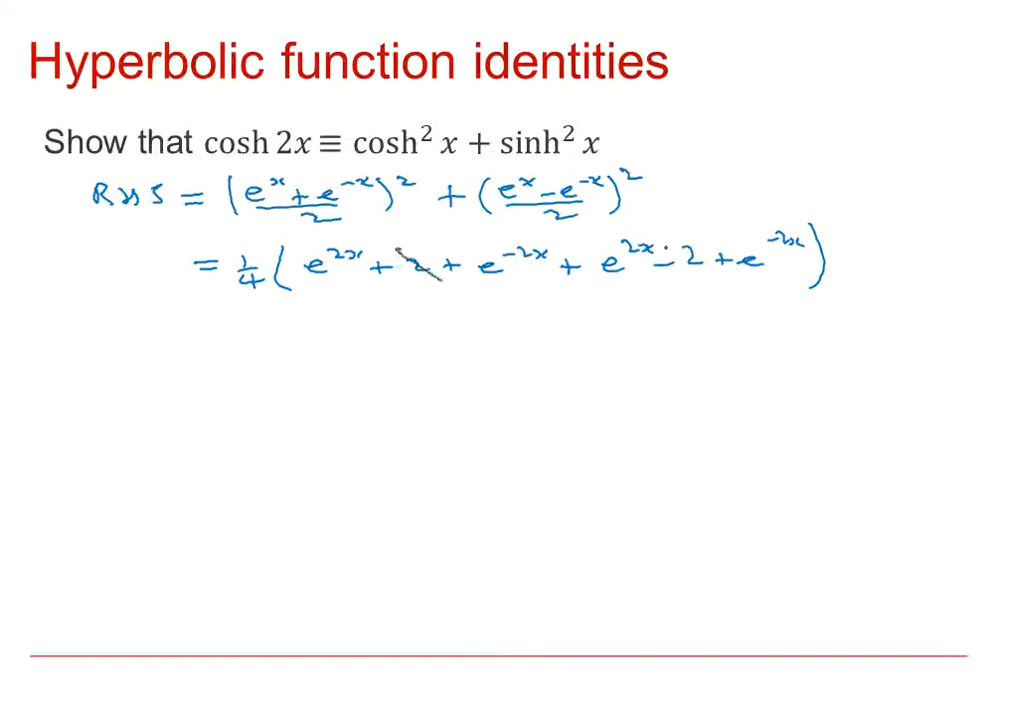 Hyperbolic function identities
Show that cosh 2x ≡ cosh² x + sinh² x
RHS = ((eˣ + e⁻ˣ)/2)² + ((eˣ − e⁻ˣ)/2)²
= 1/4 ( e²ˣ + 2 + e⁻²ˣ + e²ˣ − 2 + e⁻²ˣ )